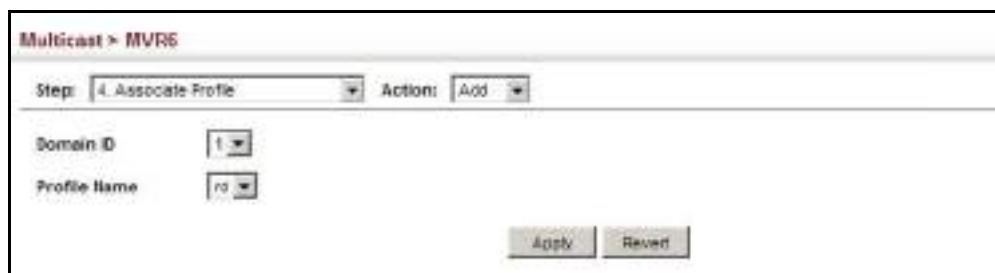 Multicast > MVR6
Step: 4. Associate Profile Action: Add
Domain ID 1
Profile Name rd
Apply Revert